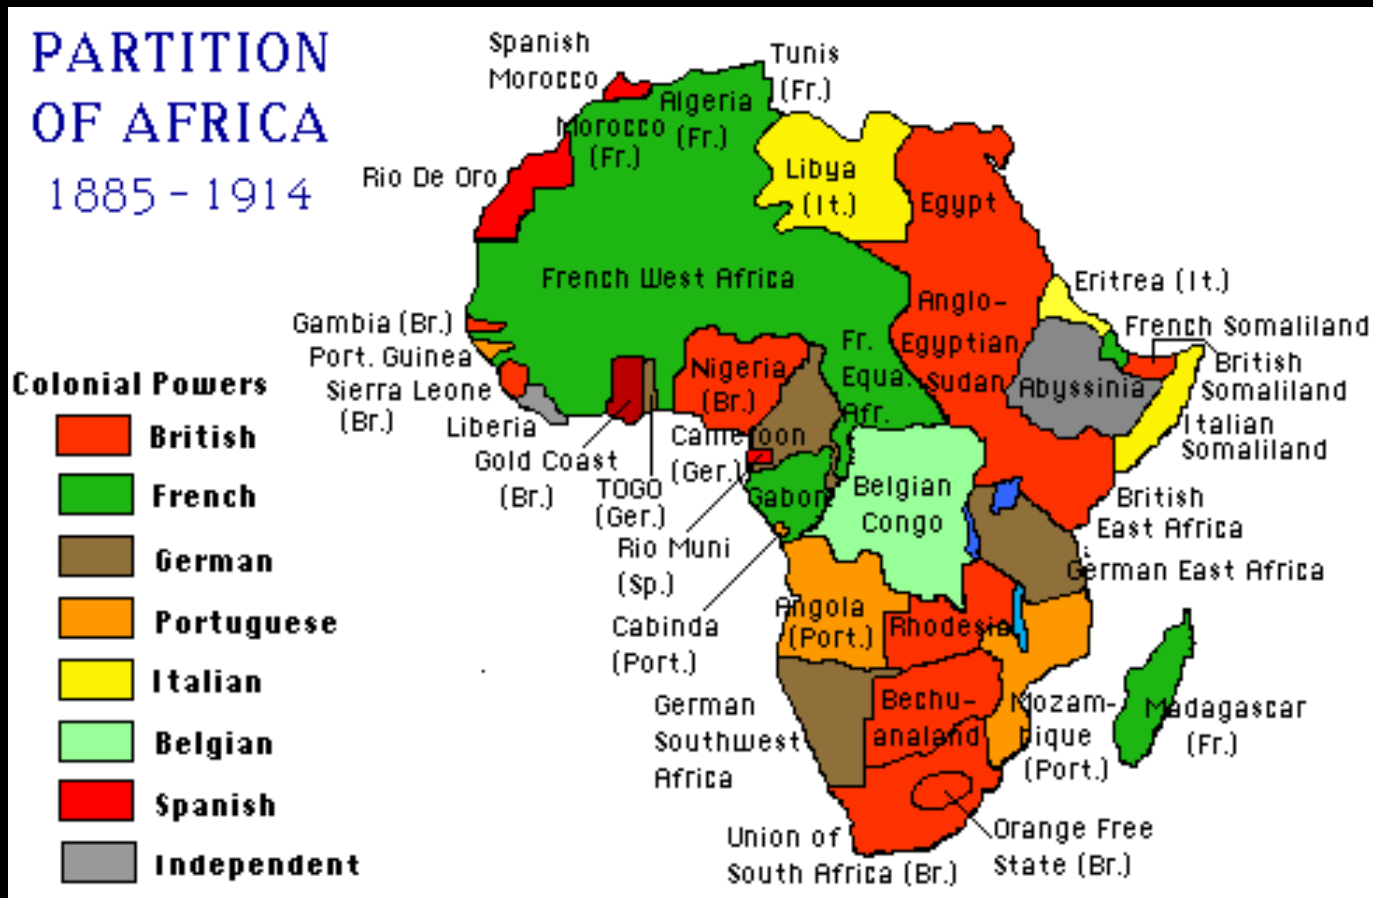 PARTITION
OF AFRICA
1885 - 1914
Spanish
Morocco
Tunis
(Fr.)
Algeria
(Fr.)
Morocco
(Fr.)
Rio De Oro
Libya
(It.)
Egypt
French West Africa
Eritrea (It.)
Anglo-
Egyptian
Sudan
French Somaliland
British
Somaliland
Abyssinia
Italian
Somaliland
Gambia (Br.)
Port. Guinea
Sierra Leone
(Br.)
Liberia
Gold Coast
(Br.)
TOGO
(Ger.)
Nigeria
(Br.)
Fr.
Equa.
Afr.
Cameroon
(Ger.)
Gabon
Rio Muni
(Sp.)
Cabinda
(Port.)
Belgian
Congo
British
East Africa
German East Africa
Angola
(Port.)
Rhodesia
German
Southwest
Africa
Bechu-
analand
Mozam-
bique
(Port.)
Madagascar
(Fr.)
Union of
South Africa (Br.)
Orange Free
State (Br.)
Colonial Powers
British
French
German
Portuguese
Italian
Belgian
Spanish
Independent